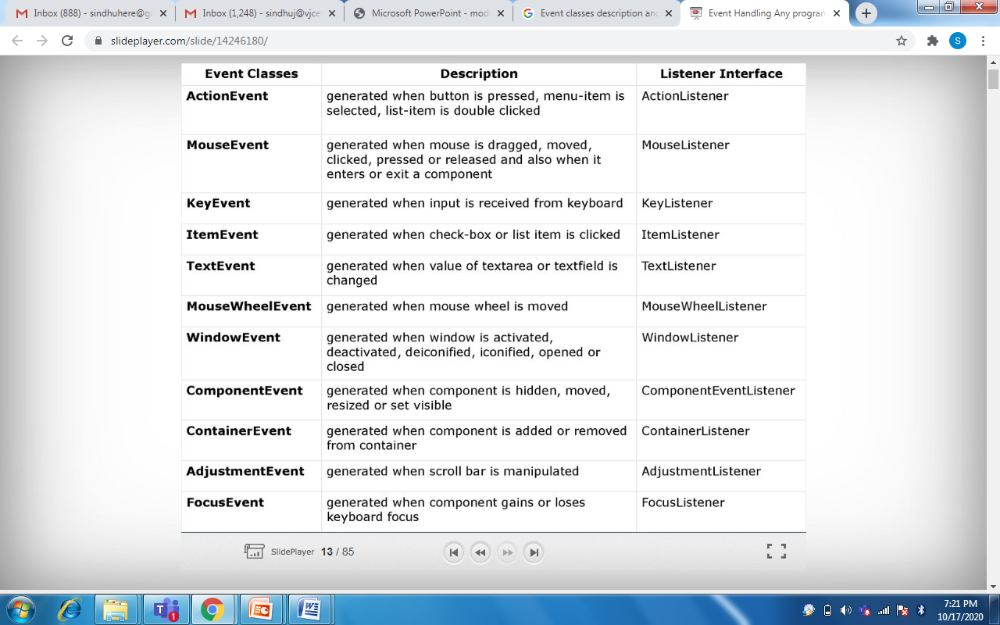 Inbox (888) - sindhuhere@g
Inbox (1,248) - sindhuj@vjce
Microsoft PowerPoint - mod
Event classes description an
Event Handling Any progran
slideplayer.com/slide/14246180/
S
Event Classes Description Listener Interface
ActionEvent generated when button is pressed, menu-item is ActionListener
selected, list-item is double clicked
MouseEvent generated when mouse is dragged, moved, MouseListener
clicked, pressed or released and also when it
enters or exit a component
KeyEvent generated when input is received from keyboard KeyListener
ItemEvent generated when check-box or list item is clicked ItemListener
TextEvent generated when value of textarea or textfield is TextListener
changed
MouseWheelEvent generated when mouse wheel is moved MouseWheelListener
WindowEvent generated when window is activated, WindowListener
deactivated, deiconified, iconified, opened or
closed
ComponentEvent generated when component is hidden, moved, ComponentEventListener
resized or set visible
ContainerEvent generated when component is added or removed ContainerListener
from container
AdjustmentEvent generated when scroll bar is manipulated AdjustmentListener
FocusEvent generated when component gains or loses FocusListener
keyboard focus
SlidePlayer 13 / 85
1
7:21 PM
10/17/2020